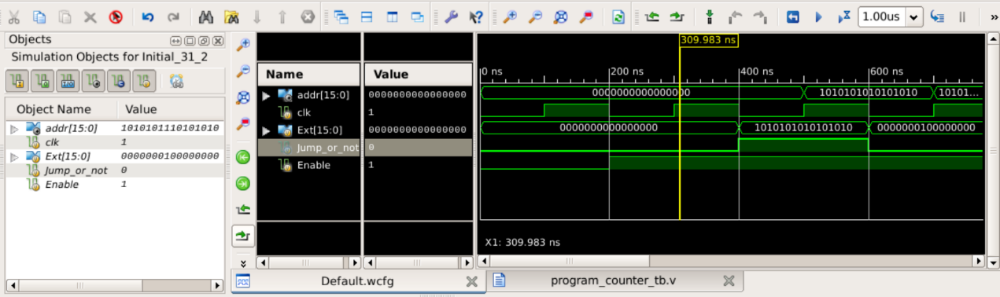 1.00us
»
Objects
Simulation Objects for Initial_31_2
Object Name Value
addr[15:0] 1010101110101010
clk 1
Ext[15:0] 0000000100000000
Jump_or_not 0
Enable 1
Name Value
addr[15:0] 0000000000000000
clk 1
Ext[15:0] 0000000000000000
Jump_or_not 0
Enable 1
309.983 ns
0 ns 200 ns 400 ns 600 ns
0000000000000000 1010101010101010 10101...
0000000000000000 1010101010101010 0000000100000000
X1: 309.983 ns
Default.wcfg program_counter_tb.v